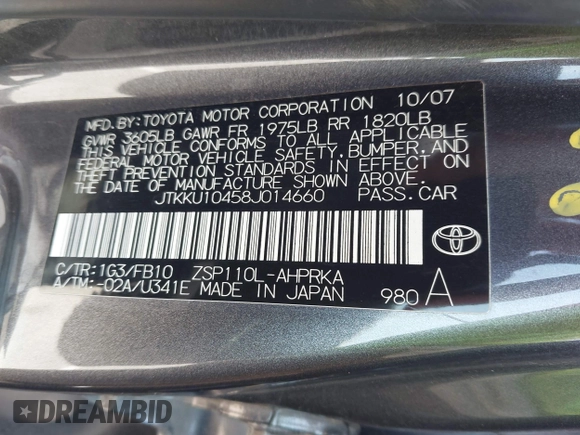 MFD.BY:TOYOTA MOTOR CORPORATION 10/07
GVWR 3605LB GAWR FR 1975LB RR 1820LB
THIS VEHICLE CONFORMS TO ALL APPLICABLE
FEDERAL MOTOR VEHICLE SAFETY,BUMPER,AND
THEFT PREVENTION STANDARDS IN EFFECT ON
THE DATE OF MANUFACTURE SHOWN ABOVE.
JTKKU10458J014660 PASS.CAR
C/TR:1G3/FB10 ZSP110L-AHPRKA
A/TM:-02A/U341E MADE IN JAPAN 980 A
DREAMBID